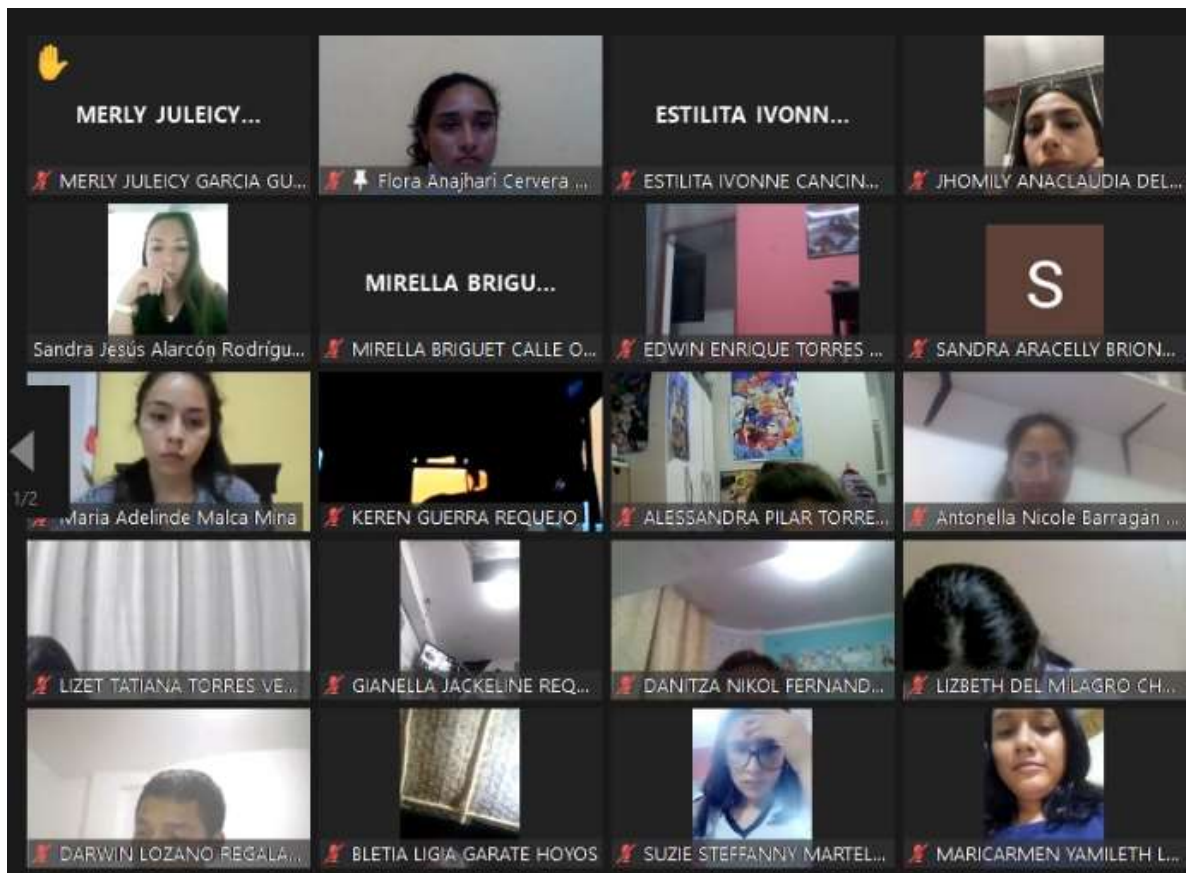 MERLY JULEICY...
MERLY JULEICY GARCIA GU...
Flora Anajhari Cervera ...
ESTILITA IVONN...
ESTILITA IVONNE CANCIN...
JHOMILY ANACLAUDIA DEL...
Sandra Jesús Alarcón Rodrígu...
MIRELLA BRIGU...
MIRELLA BRIGUET CALLE O...
EDWIN ENRIQUE TORRES ...
S
SANDRA ARACELLY BRION...
1/2
Maria Adelinde Malca Mina
KEREN GUERRA REQUEJO
ALESSANDRA PILAR TORRE...
Antonella Nicole Barragán ...
LIZET TATIANA TORRES VE...
GIANELLA JACKELINE REQ...
DANITZA NIKOL FERNAND...
LIZBETH DEL MILAGRO CH...
DARWIN LOZANO REGALA...
BLETIA LIGIA GARATE HOYOS
SUZIE STEFFANNY MARTEL...
MARICARMEN YAMILETH L...